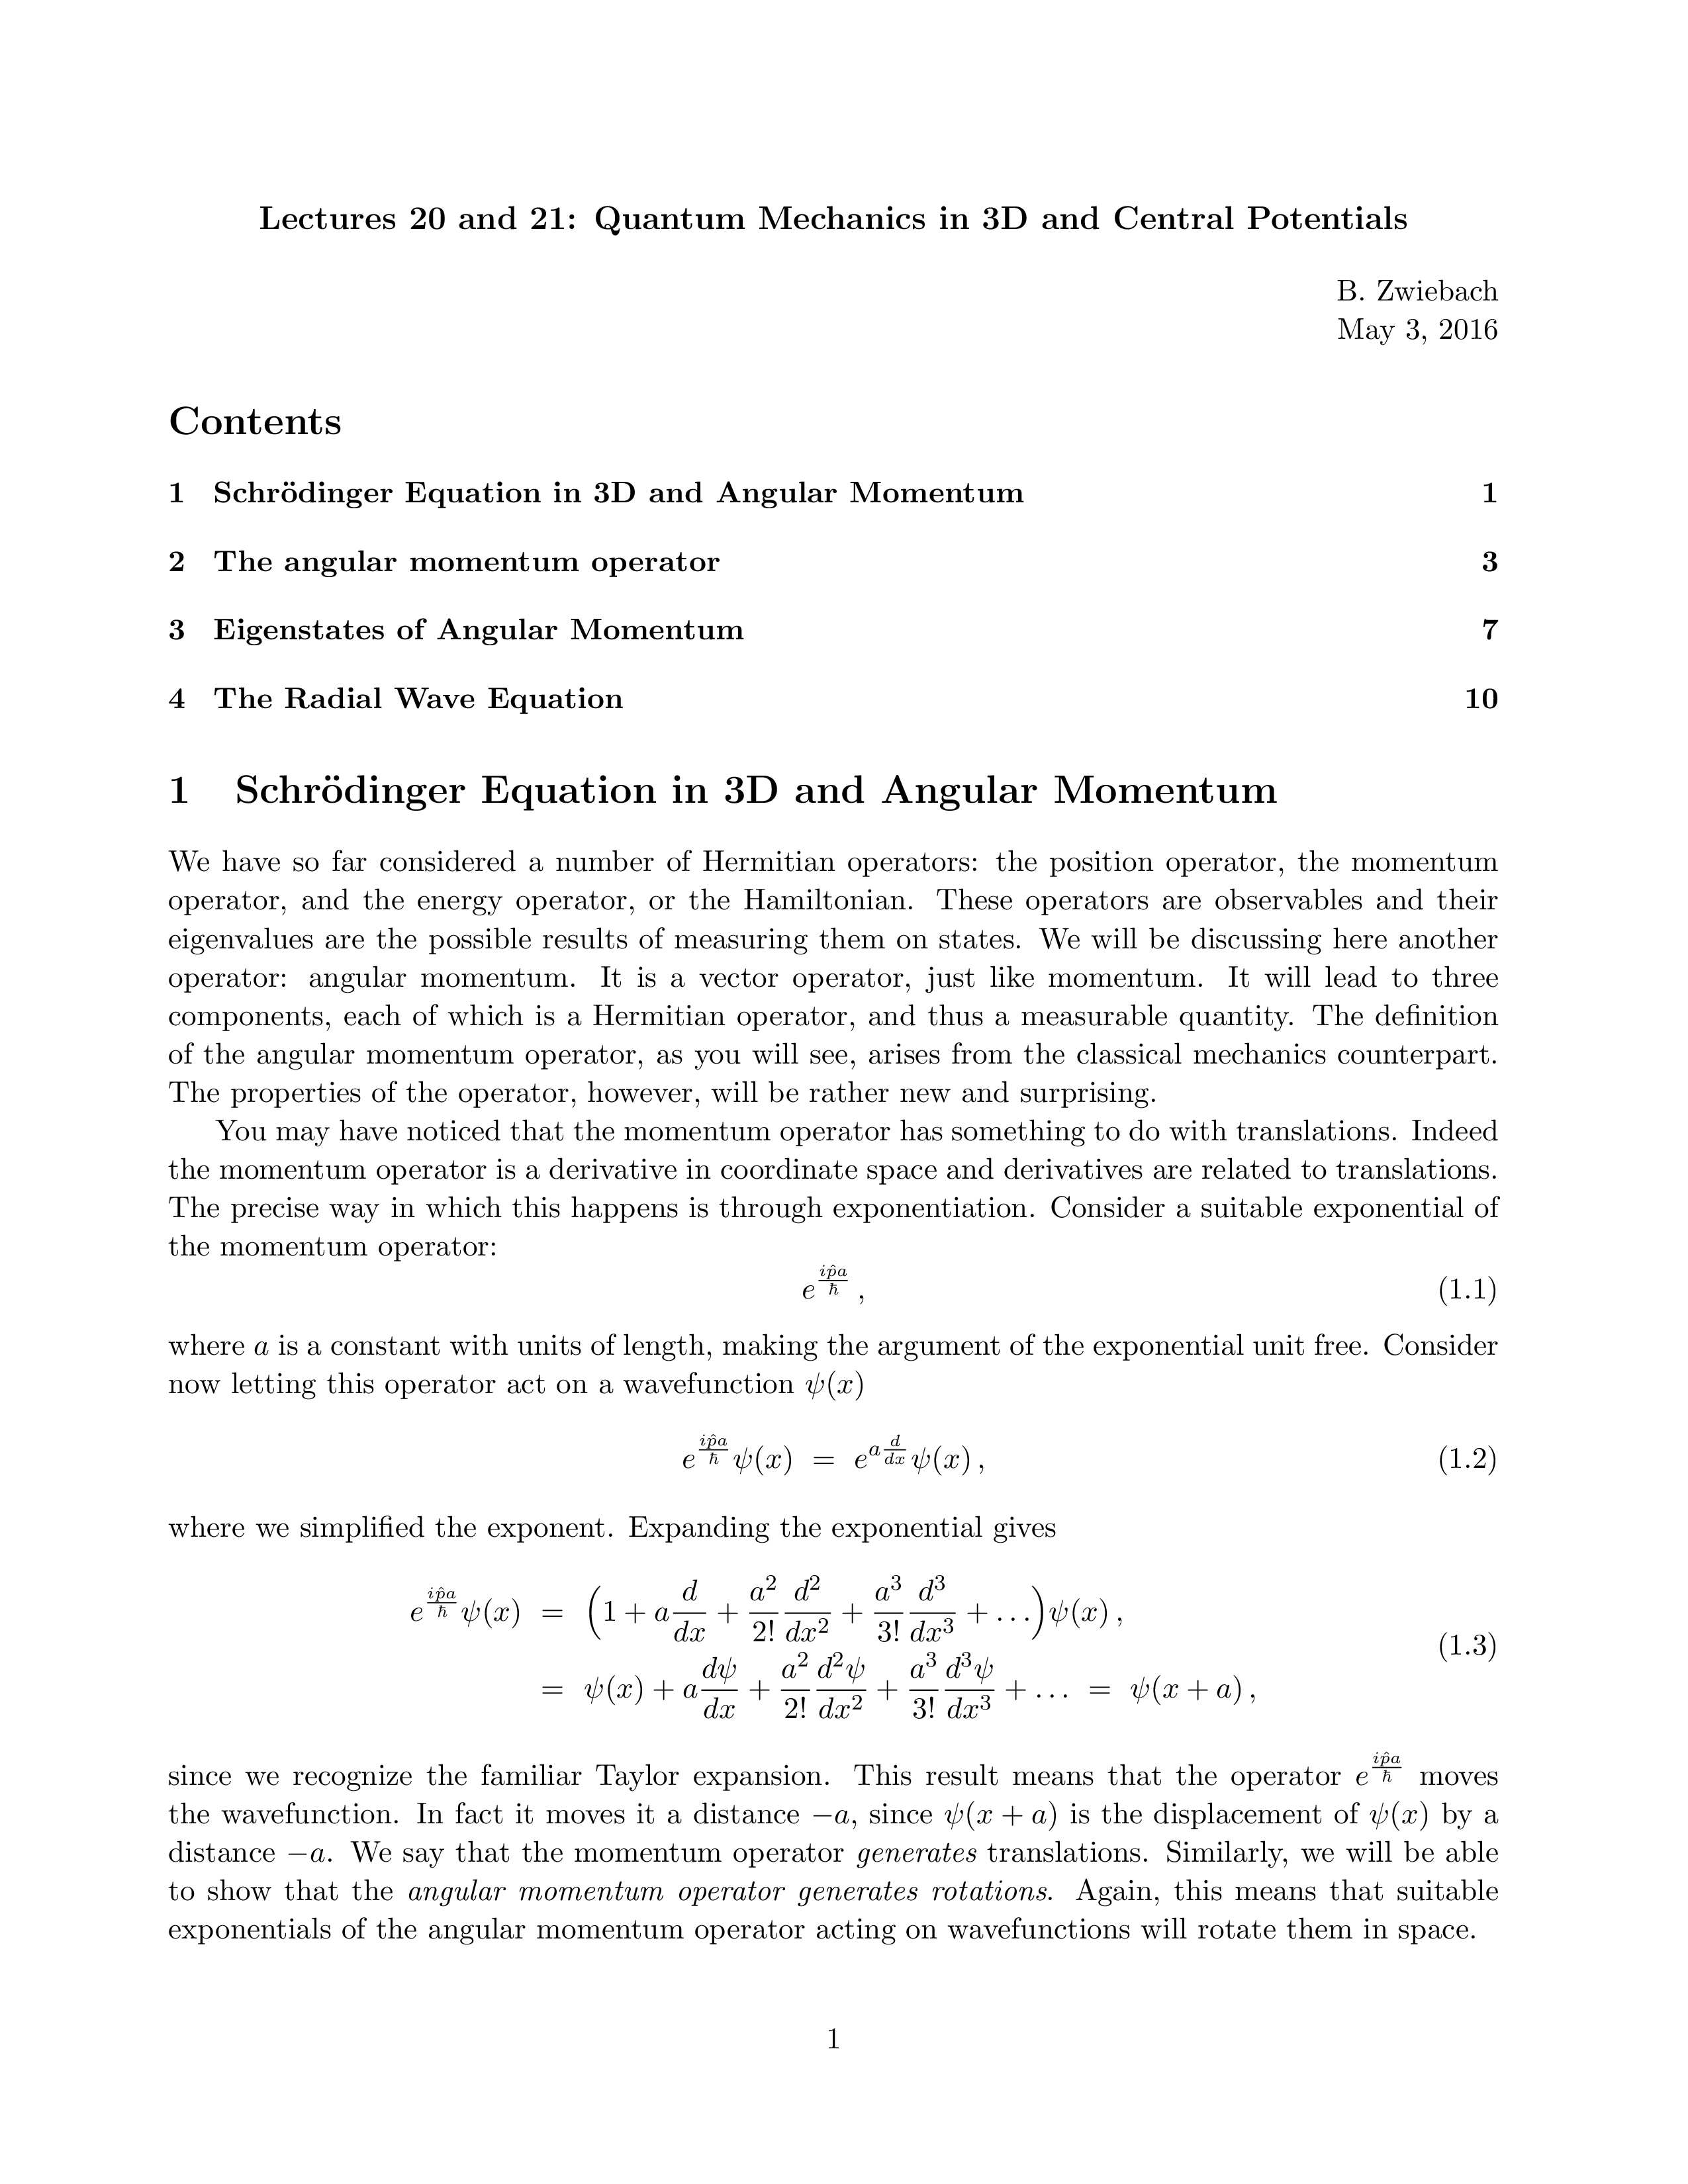 Lectures 20 and 21: Quantum Mechanics in 3D and Central Potentials
B. Zwiebach
May 3, 2016
Contents
1 Schrödinger Equation in 3D and Angular Momentum 1
2 The angular momentum operator 3
3 Eigenstates of Angular Momentum 7
4 The Radial Wave Equation 10
1 Schrödinger Equation in 3D and Angular Momentum
We have so far considered a number of Hermitian operators: the position operator, the momentum
operator, and the energy operator, or the Hamiltonian. These operators are observables and their
eigenvalues are the possible results of measuring them on states. We will be discussing here another
operator: angular momentum. It is a vector operator, just like momentum. It will lead to three
components, each of which is a Hermitian operator, and thus a measurable quantity. The definition
of the angular momentum operator, as you will see, arises from the classical mechanics counterpart.
The properties of the operator, however, will be rather new and surprising.
You may have noticed that the momentum operator has something to do with translations. Indeed
the momentum operator is a derivative in coordinate space and derivatives are related to translations.
The precise way in which this happens is through exponentiation. Consider a suitable exponential of
the momentum operator:
$e^{\frac{i\hat{p}a}{\hbar}}\,,$ (1.1)
where $a$ is a constant with units of length, making the argument of the exponential unit free. Consider
now letting this operator act on a wavefunction $\psi(x)$
$e^{\frac{i\hat{p}a}{\hbar}}\psi(x) = e^{a\frac{d}{dx}}\psi(x)\,,$ (1.2)
where we simplified the exponent. Expanding the exponential gives
$e^{\frac{i\hat{p}a}{\hbar}}\psi(x) = \left(1 + a\frac{d}{dx} + \frac{a^2}{2!}\frac{d^2}{dx^2} + \frac{a^3}{3!}\frac{d^3}{dx^3} + \ldots\right)\psi(x)\,,$
$= \psi(x) + a\frac{d\psi}{dx} + \frac{a^2}{2!}\frac{d^2\psi}{dx^2} + \frac{a^3}{3!}\frac{d^3\psi}{dx^3} + \ldots = \psi(x+a)\,,$ (1.3)
since we recognize the familiar Taylor expansion. This result means that the operator $e^{\frac{i\hat{p}a}{\hbar}}$ moves
the wavefunction. In fact it moves it a distance $-a$, since $\psi(x+a)$ is the displacement of $\psi(x)$ by a
distance $-a$. We say that the momentum operator generates translations. Similarly, we will be able
to show that the angular momentum operator generates rotations. Again, this means that suitable
exponentials of the angular momentum operator acting on wavefunctions will rotate them in space.
1